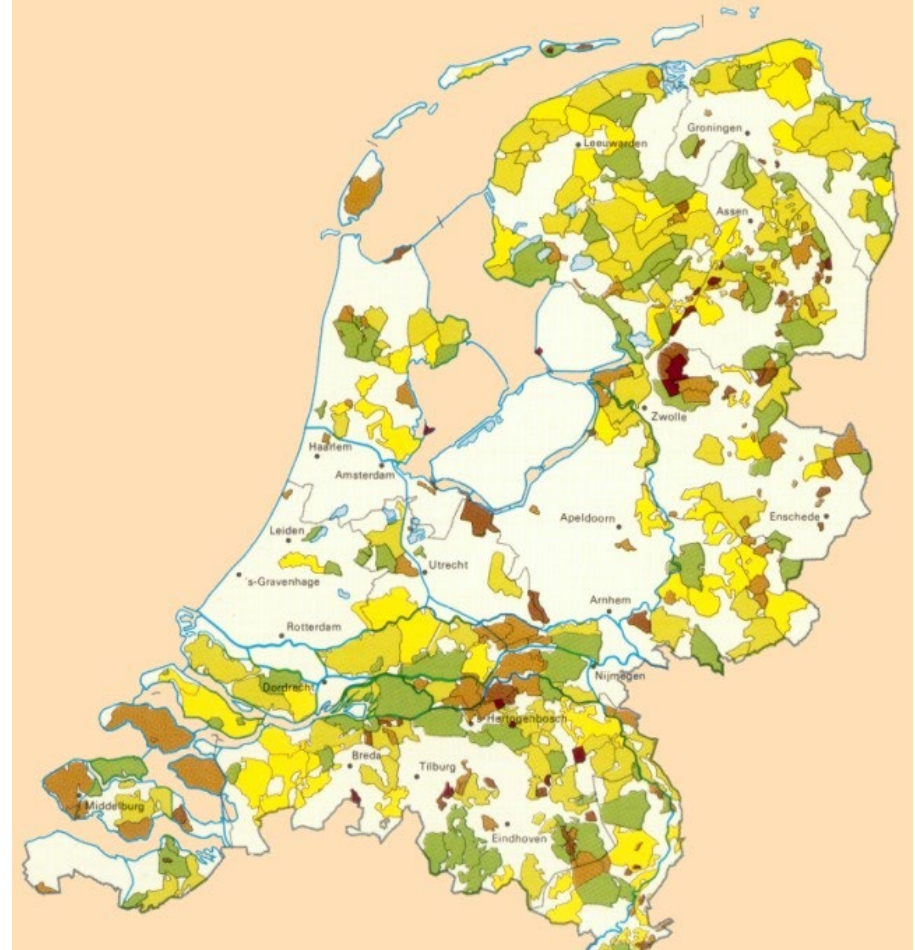 Groningen
Leeuwarden
Assen
Zwolle
Haarlem
Amsterdam
Enschede
Apeldoorn
Leiden
Utrecht
's-Gravenhage
Arnhem
Rotterdam
Nijmegen
Dordrecht
's-Hertogenbosch
Breda
Tilburg
Middelburg
Eindhoven